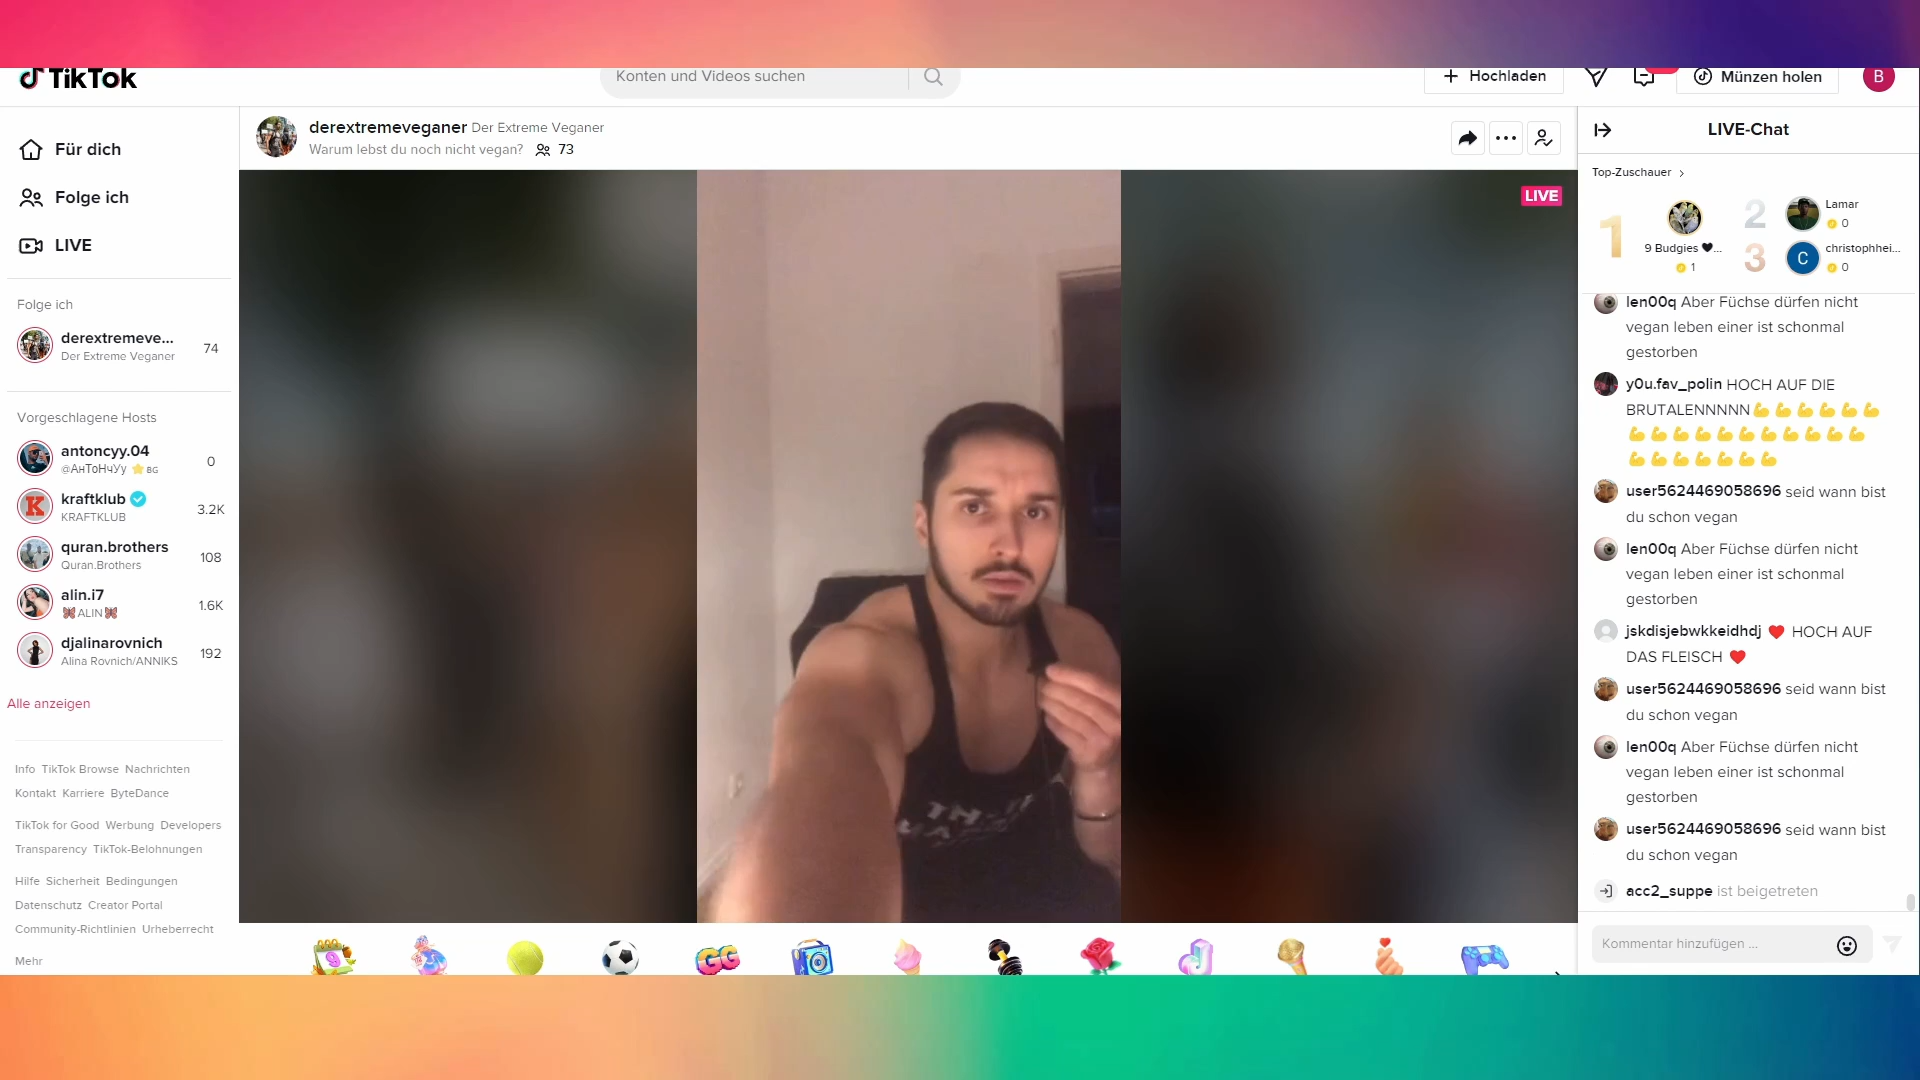 TikTok
Konten und Videos suchen
Hochladen
Münzen holen
B
Für dich
Folge ich
LIVE
Folge ich
derextremeve...
Der Extreme Veganer
74
Vorgeschlagene Hosts
antoncyy.04
@АнТоНчУу ⭐ BG
0
kraftklub
KRAFTKLUB
3.2K
quran.brothers
Quran.Brothers
108
alin.i7
🦋ALIN🦋
1.6K
djalinarovnich
Alina Rovnich/ANNIKS
192
Alle anzeigen
Info TikTok Browse Nachrichten
Kontakt Karriere ByteDance
TikTok for Good Werbung Developers
Transparency TikTok-Belohnungen
Hilfe Sicherheit Bedingungen
Datenschutz Creator Portal
Community-Richtlinien Urheberrecht
Mehr
derextremeveganer Der Extreme Veganer
Warum lebst du noch nicht vegan? 73
LIVE
GG
LIVE-Chat
Top-Zuschauer
1
9 Budgies 🖤...
1
2
Lamar
0
3
C
christophhei...
0
len00q Aber Füchse dürfen nicht
vegan leben einer ist schonmal
gestorben
y0u.fav_polin HOCH AUF DIE
BRUTALENNNNN💪💪💪💪💪💪
💪💪💪💪💪💪💪💪💪💪💪
💪💪💪💪💪💪💪
user5624469058696 seid wann bist
du schon vegan
len00q Aber Füchse dürfen nicht
vegan leben einer ist schonmal
gestorben
jskdisjebwkkeidhdj ♥️ HOCH AUF
DAS FLEISCH ♥️
user5624469058696 seid wann bist
du schon vegan
len00q Aber Füchse dürfen nicht
vegan leben einer ist schonmal
gestorben
user5624469058696 seid wann bist
du schon vegan
acc2_suppe ist beigetreten
Kommentar hinzufügen ...